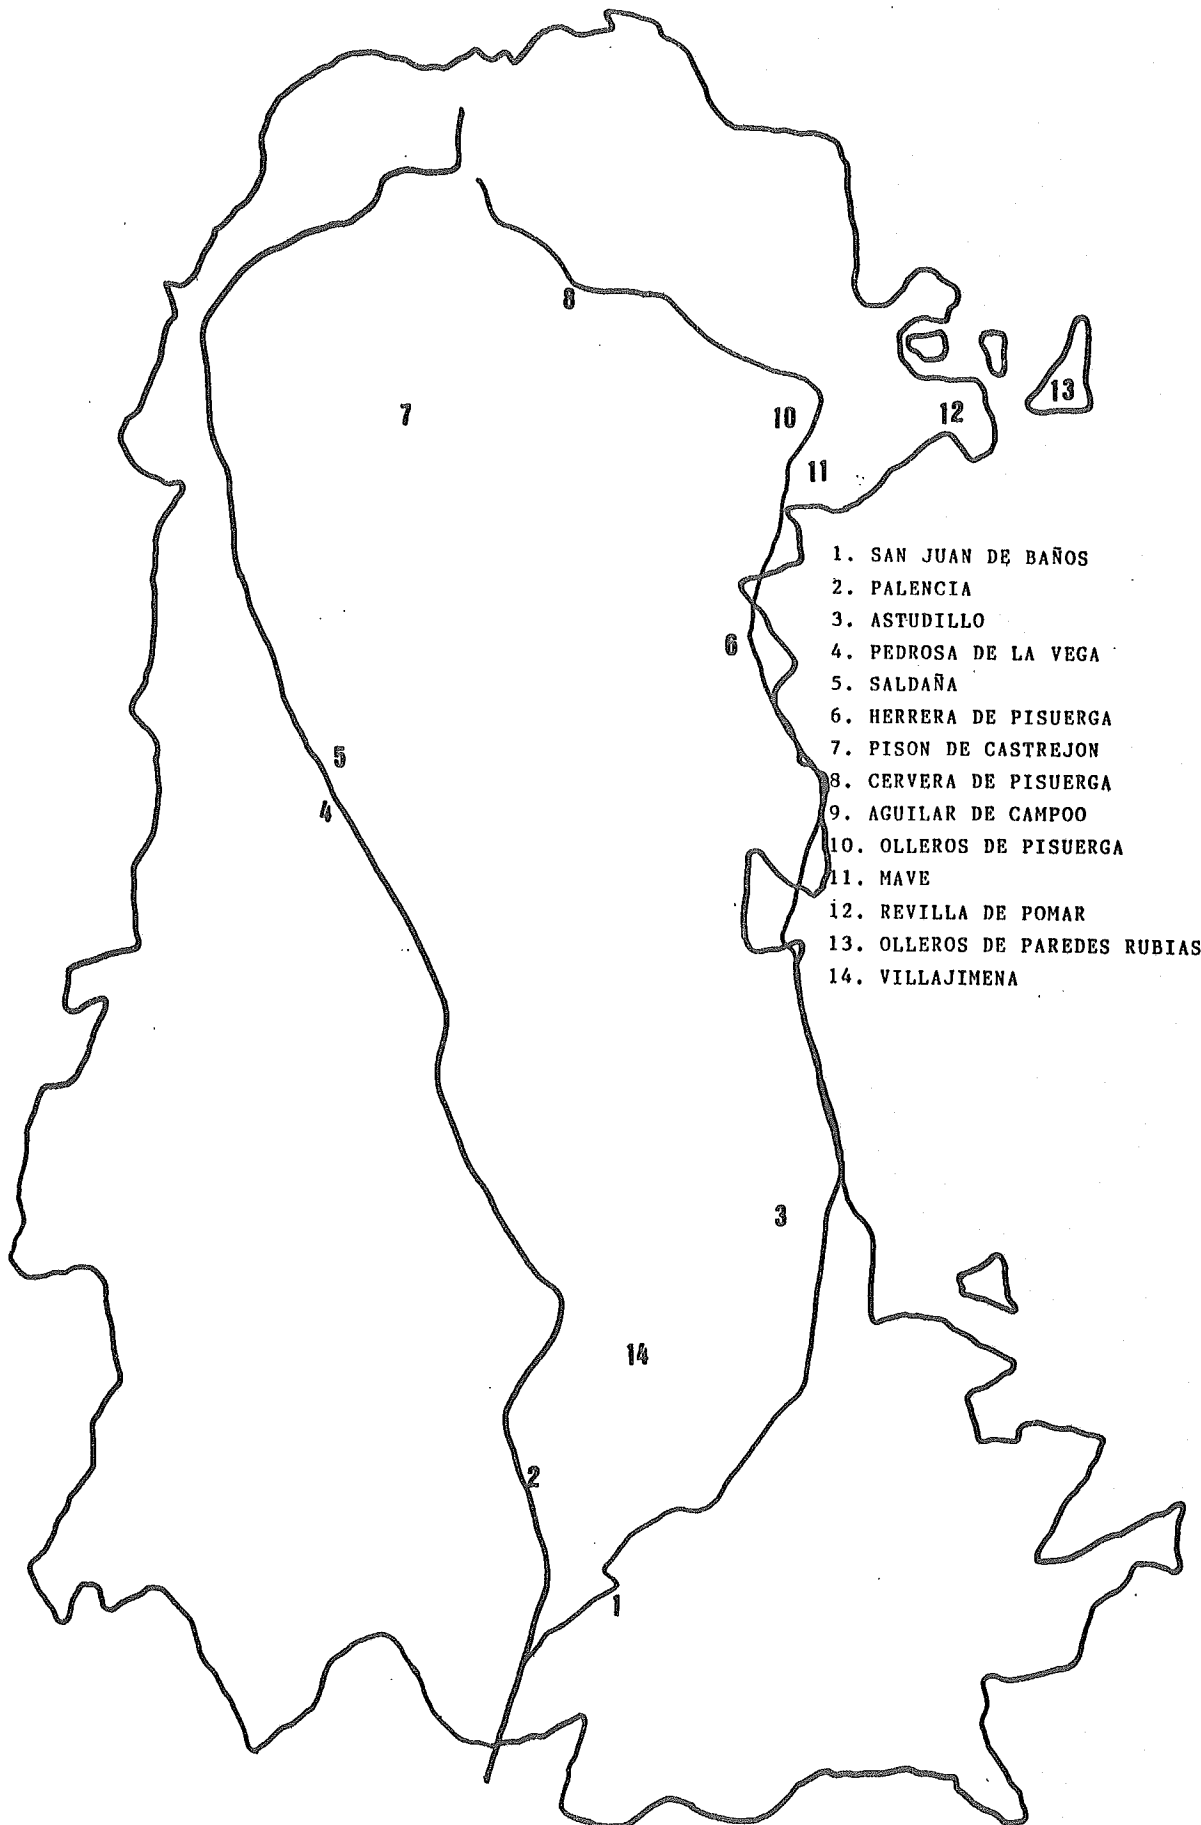 8
7
10
12
13
11
1. SAN JUAN DE BAÑOS
2. PALENCIA
3. ASTUDILLO
6
4. PEDROSA DE LA VEGA
5. SALDAÑA
6. HERRERA DE PISUERGA
5
7. PISON DE CASTREJON
8. CERVERA DE PISUERGA
4
9. AGUILAR DE CAMPOO
10. OLLEROS DE PISUERGA
11. MAVE
12. REVILLA DE POMAR
13. OLLEROS DE PAREDES RUBIAS
14. VILLAJIMENA
3
14
2
1